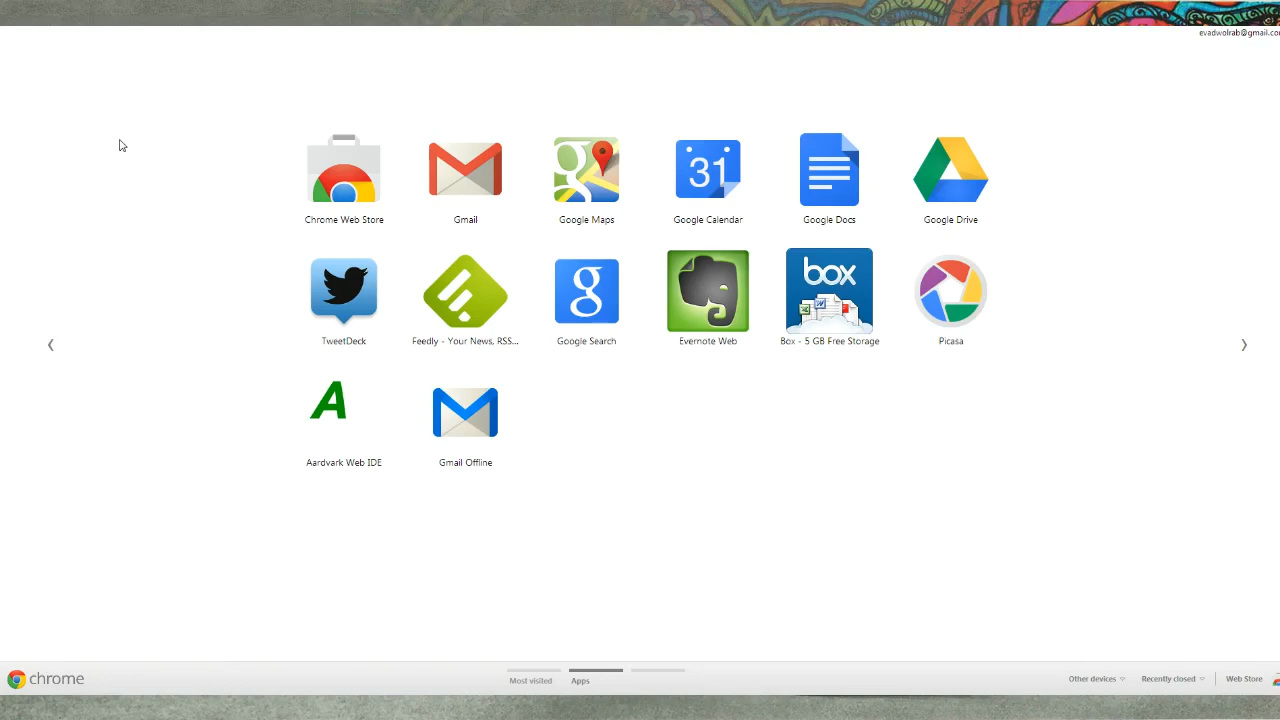 evadwolrab@gmail.co
31
Chrome Web Store
Gmail
Google Maps
Google Calendar
Google Docs
Google Drive
box
TweetDeck
Feedly - Your News, RSS...
Google Search
Evernote Web
Box - 5 GB Free Storage
Picasa
A
Aardvark Web IDE
Gmail Offline
chrome
Most visited
Apps
Other devices
Recently closed
Web Store